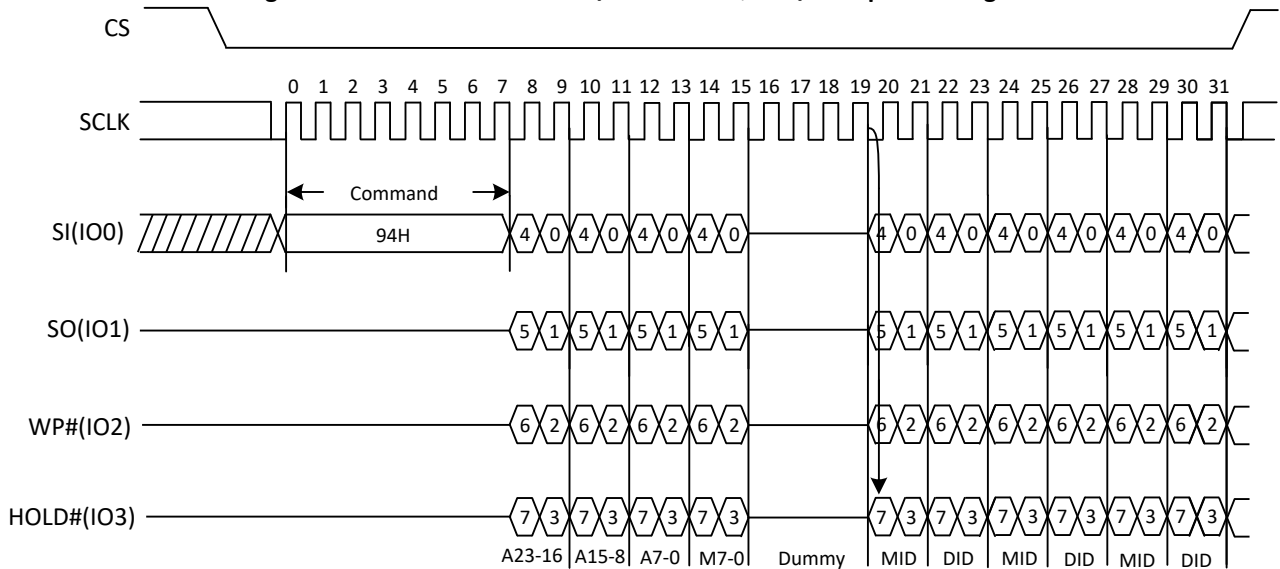 CS
0 1 2 3 4 5 6 7 8 9 10 11 12 13 14 15 16 17 18 19 20 21 22 23 24 25 26 27 28 29 30 31
SCLK
Command
SI(IO0) 94H 4 0 4 0 4 0 4 0 4 0 4 0 4 0 4 0 4 0 4 0
SO(IO1) 5 1 5 1 5 1 5 1 5 1 5 1 5 1 5 1 5 1 5 1
WP#(IO2) 6 2 6 2 6 2 6 2 6 2 6 2 6 2 6 2 6 2 6 2
HOLD#(IO3) 7 3 7 3 7 3 7 3 7 3 7 3 7 3 7 3 7 3 7 3
A23-16 A15-8 A7-0 M7-0 Dummy MID DID MID DID MID DID